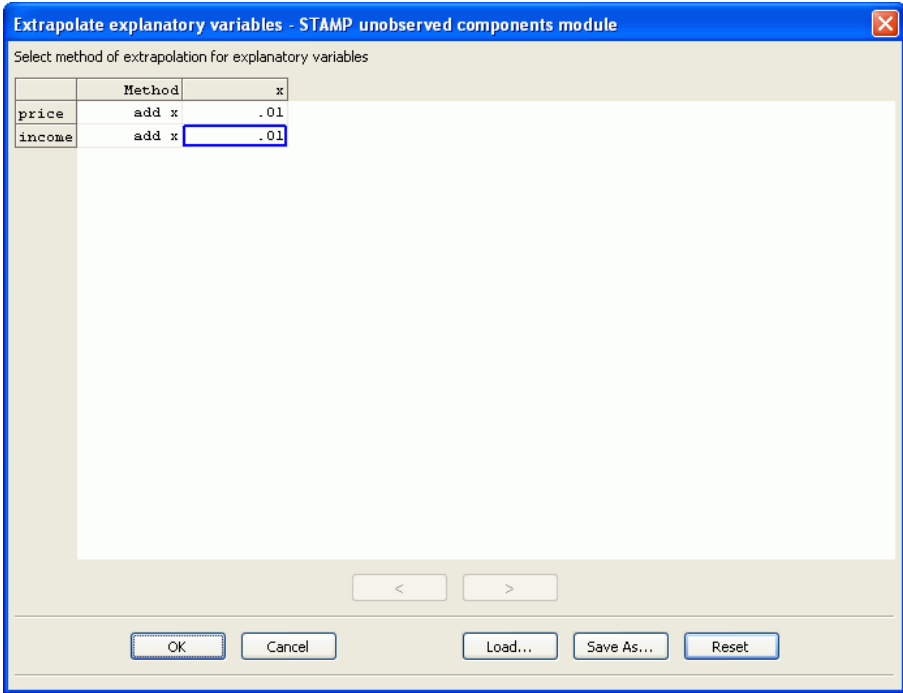 Extrapolate explanatory variables - STAMP unobserved components module
Select method of extrapolation for explanatory variables
Method x
price add x .01
income add x .01
< >
OK Cancel Load... Save As... Reset